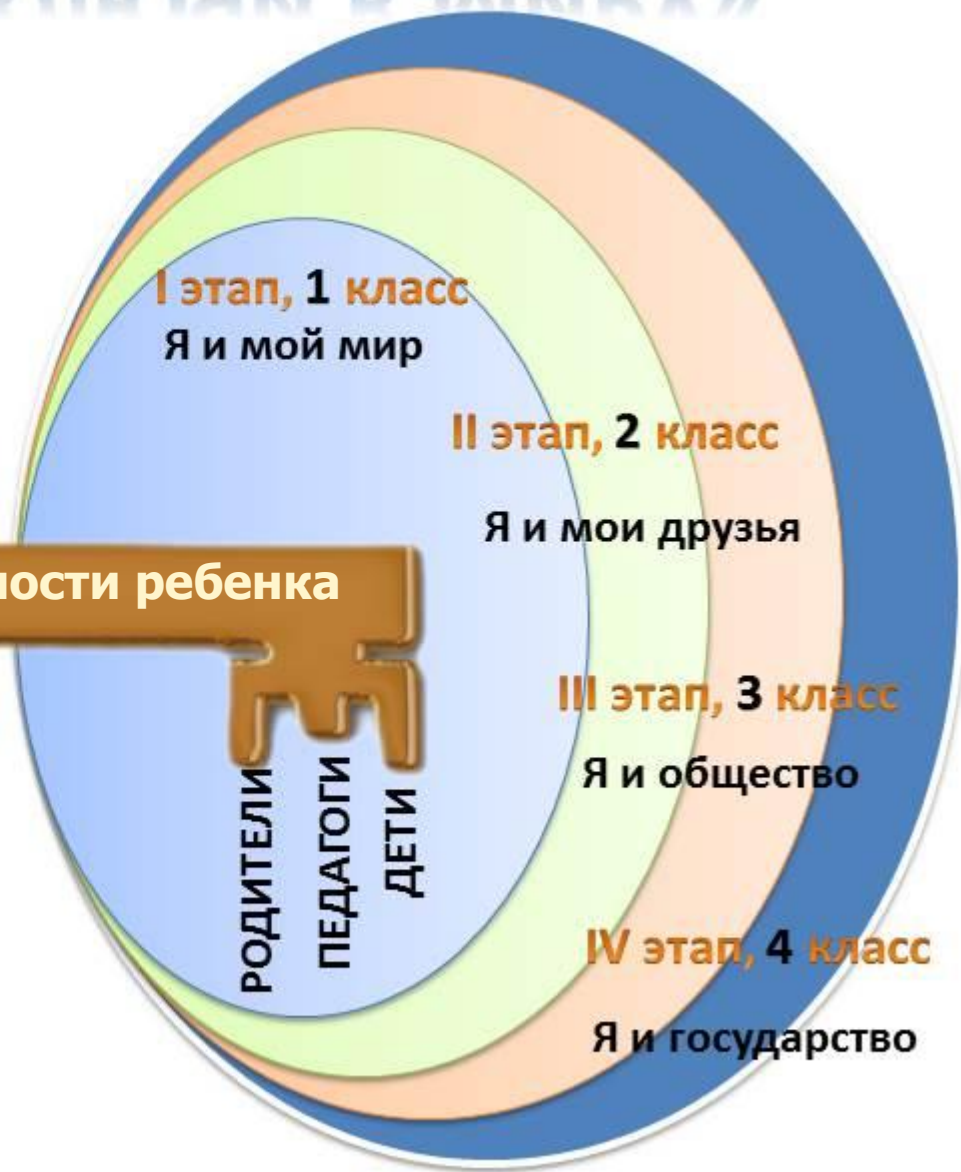 I этап, 1 класс
Я и мой мир
II этап, 2 класс
Я и мои друзья
ребенка
III этап, 3 класс
Я и общество
РОДИТЕЛИ
ПЕДАГОГИ
ДЕТИ
IV этап, 4 класс
Я и государство